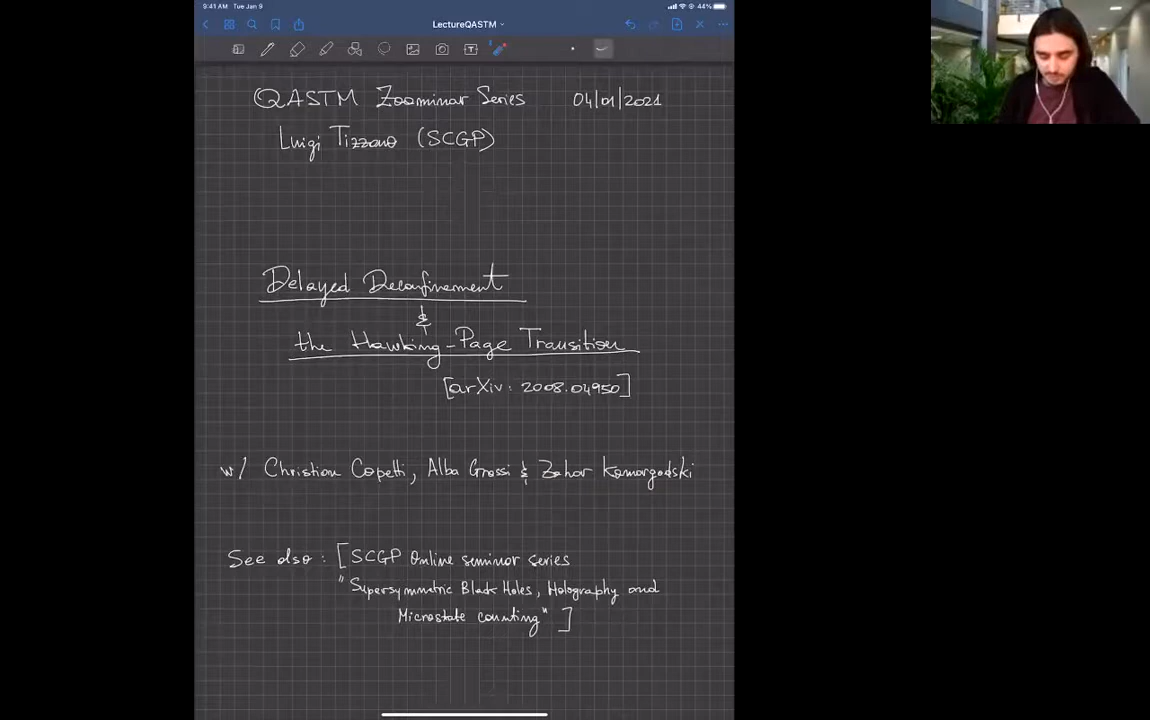 9:41 AM Tue Jan 9
44%
LectureQASTM
QASTM Zoominar Series 04/01/2021
Luigi Tizzano (SCGP)
Delayed Deconfinement
&
the Hawking-Page Transition
[arXiv: 2008.04950]
w/ Christian Copetti, Alba Grassi & Zohar Komargodski
See also: [SCGP Online seminar series
"Supersymmetric Black Holes, Holography and
Microstate counting"]